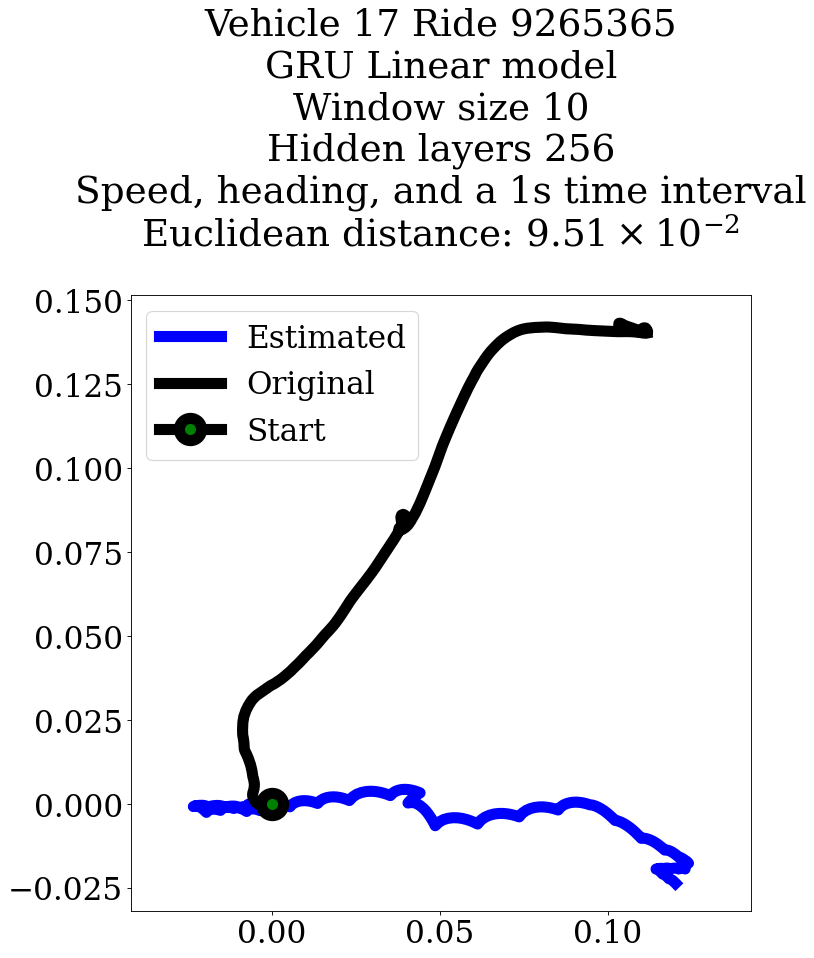 Vehicle 17 Ride 9265365
GRU Linear model
Window size 10
Hidden layers 256
Speed, heading, and a 1s time interval
Euclidean distance: 9.51 × 10⁻²
Estimated
Original
Start
0.150
0.125
0.100
0.075
0.050
0.025
0.000
−0.025
0.00 0.05 0.10